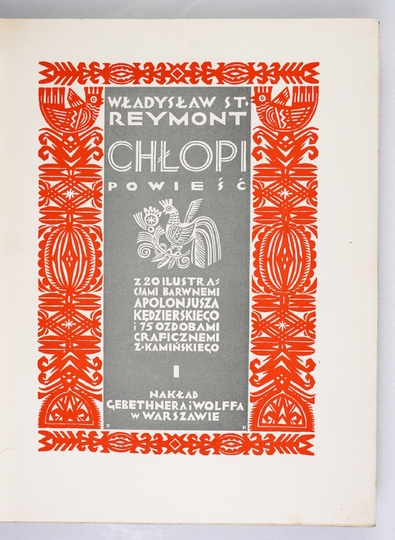 WŁADYSŁAW ST.
REYMONT
CHŁOPI
POWIEŚĆ
Z 20 ILUSTRA=
CJAMI BARWNEMI
APOLONJUSZA
KĘDZIERSKIEGO
i 75 OZDOBAMI
GRAFICZNEMI
Z·KAMIŃSKIEGO
I
NAKŁAD
GEBETHNERA i WOLFFA
W WARSZAWIE
Z K